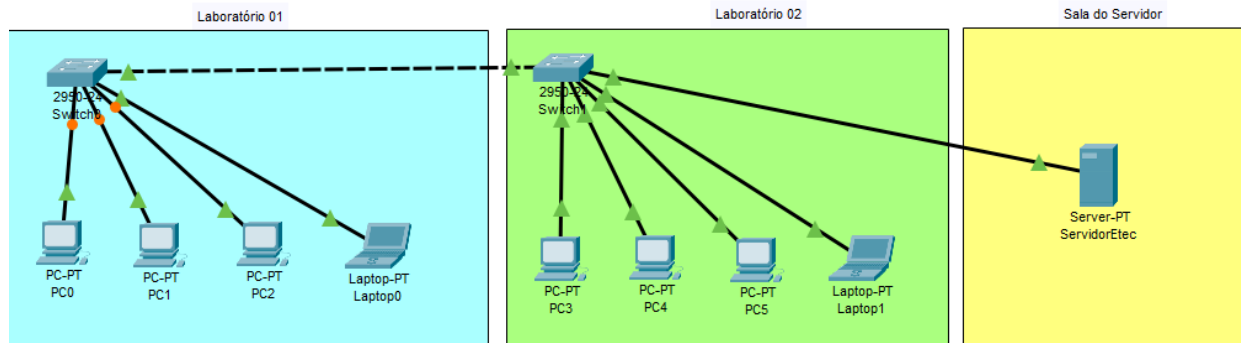 Laboratório 01
Laboratório 02
Sala do Servidor
2950-24
Switch0
2950-24
Switch1
PC-PT
PC0
PC-PT
PC1
PC-PT
PC2
Laptop-PT
Laptop0
PC-PT
PC3
PC-PT
PC4
PC-PT
PC5
Laptop-PT
Laptop1
Server-PT
ServidorEtec